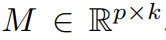 M ∈ ℝ^{p×k}